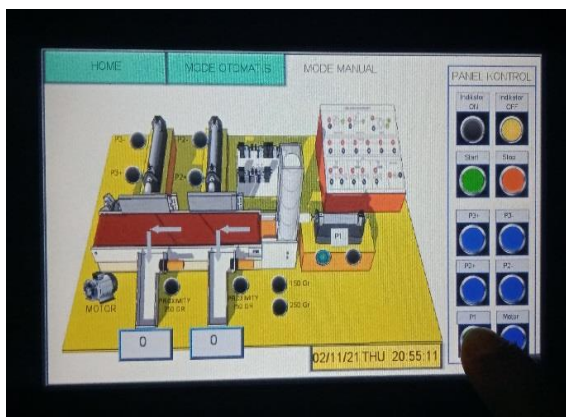 HOME
MODE OTOMATIS
MODE MANUAL
PANEL KONTROL
Indikator ON
Indikator OFF
Start
Stop
P3+
P3-
P2+
P2-
P1
Motor
P3-
P2-
P3+
P2+
P1
MOTOR
PROXIMITY
PROXIMITY
150 Gr
250 Gr
0
0
02/11/21 THU 20:55:11